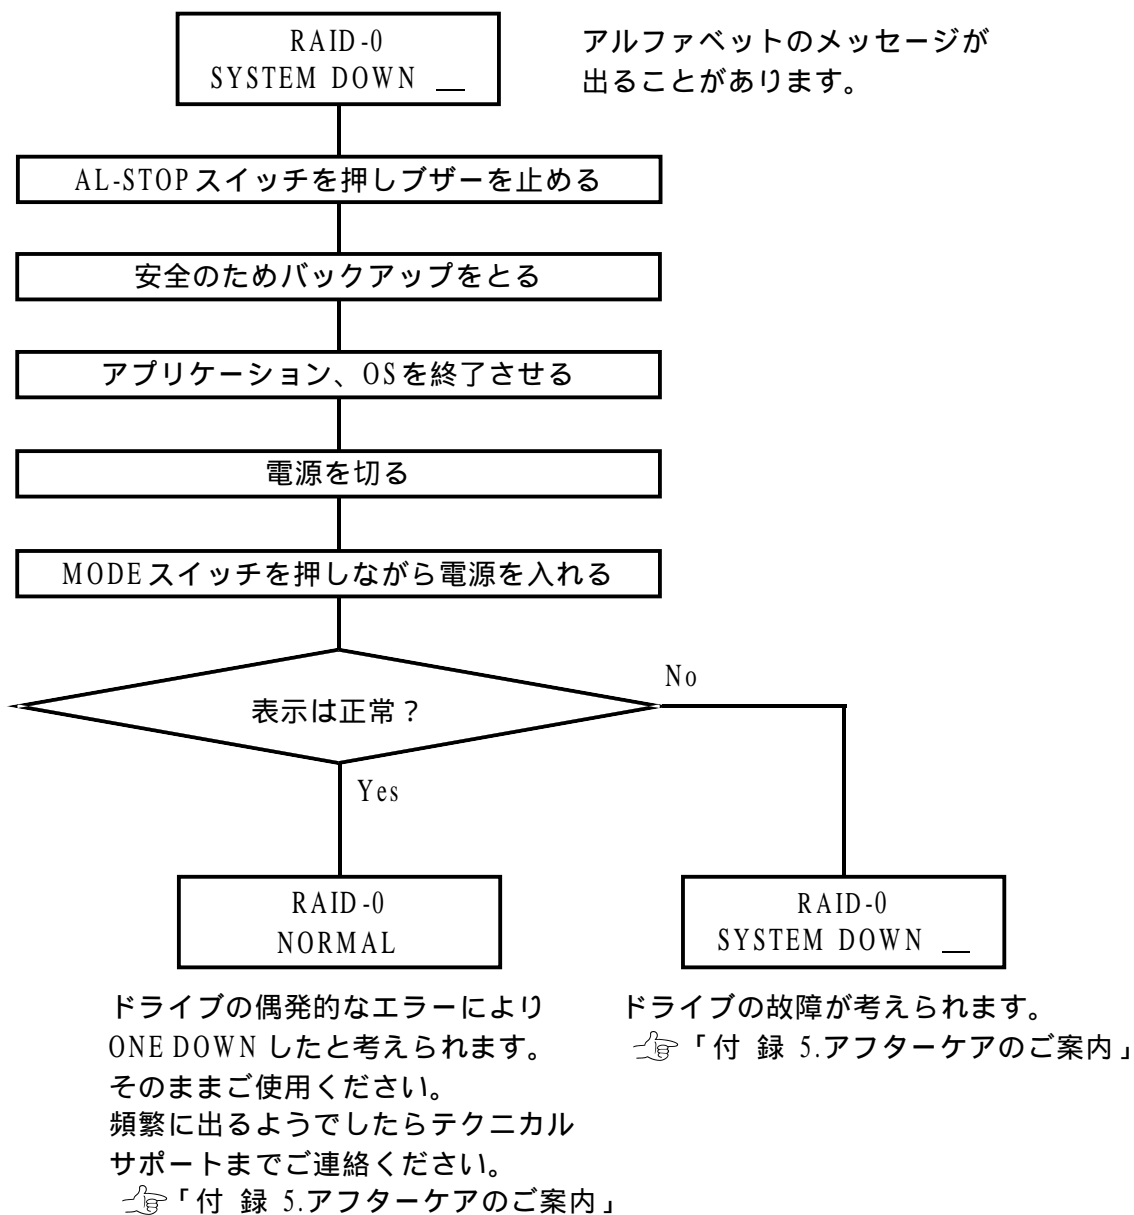 RAID-0
SYSTEM DOWN __
アルファベットのメッセージが
出ることがあります。
AL-STOPスイッチを押しブザーを止める
安全のためバックアップをとる
アプリケーション、OSを終了させる
電源を切る
MODEスイッチを押しながら電源を入れる
表示は正常？
No
Yes
RAID-0
NORMAL
ドライブの偶発的なエラーにより
ONE DOWNしたと考えられます。
そのままご使用ください。
頻繁に出るようでしたらテクニカル
サポートまでご連絡ください。
「付 録 5.アフターケアのご案内」
RAID-0
SYSTEM DOWN __
ドライブの故障が考えられます。
「付 録 5.アフターケアのご案内」